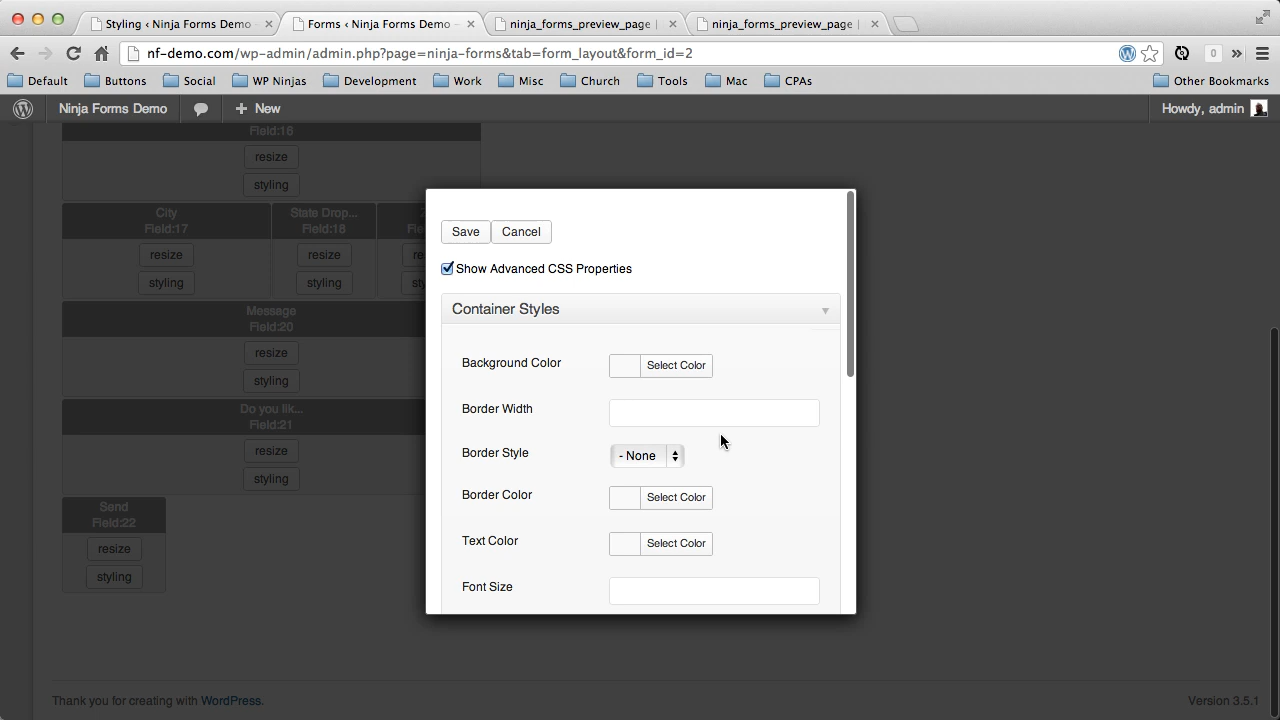 Styling ‹ Ninja Forms Demo
Forms ‹ Ninja Forms Demo
ninja_forms_preview_page |
ninja_forms_preview_page |
nf-demo.com/wp-admin/admin.php?page=ninja-forms&tab=form_layout&form_id=2
0
Default
Buttons
Social
WP Ninjas
Development
Work
Misc
Church
Tools
Mac
CPAs
Other Bookmarks
Ninja Forms Demo
+ New
Howdy, admin
Field:16
resize
styling
City
Field:17
resize
styling
State Drop...
Field:18
resize
styling
Message
Field:20
resize
styling
Do you lik...
Field:21
resize
styling
Send
Field:22
resize
styling
Save
Cancel
Show Advanced CSS Properties
Container Styles
Background Color
Select Color
Border Width
Border Style
- None
Border Color
Select Color
Text Color
Select Color
Font Size
Thank you for creating with WordPress.
Version 3.5.1